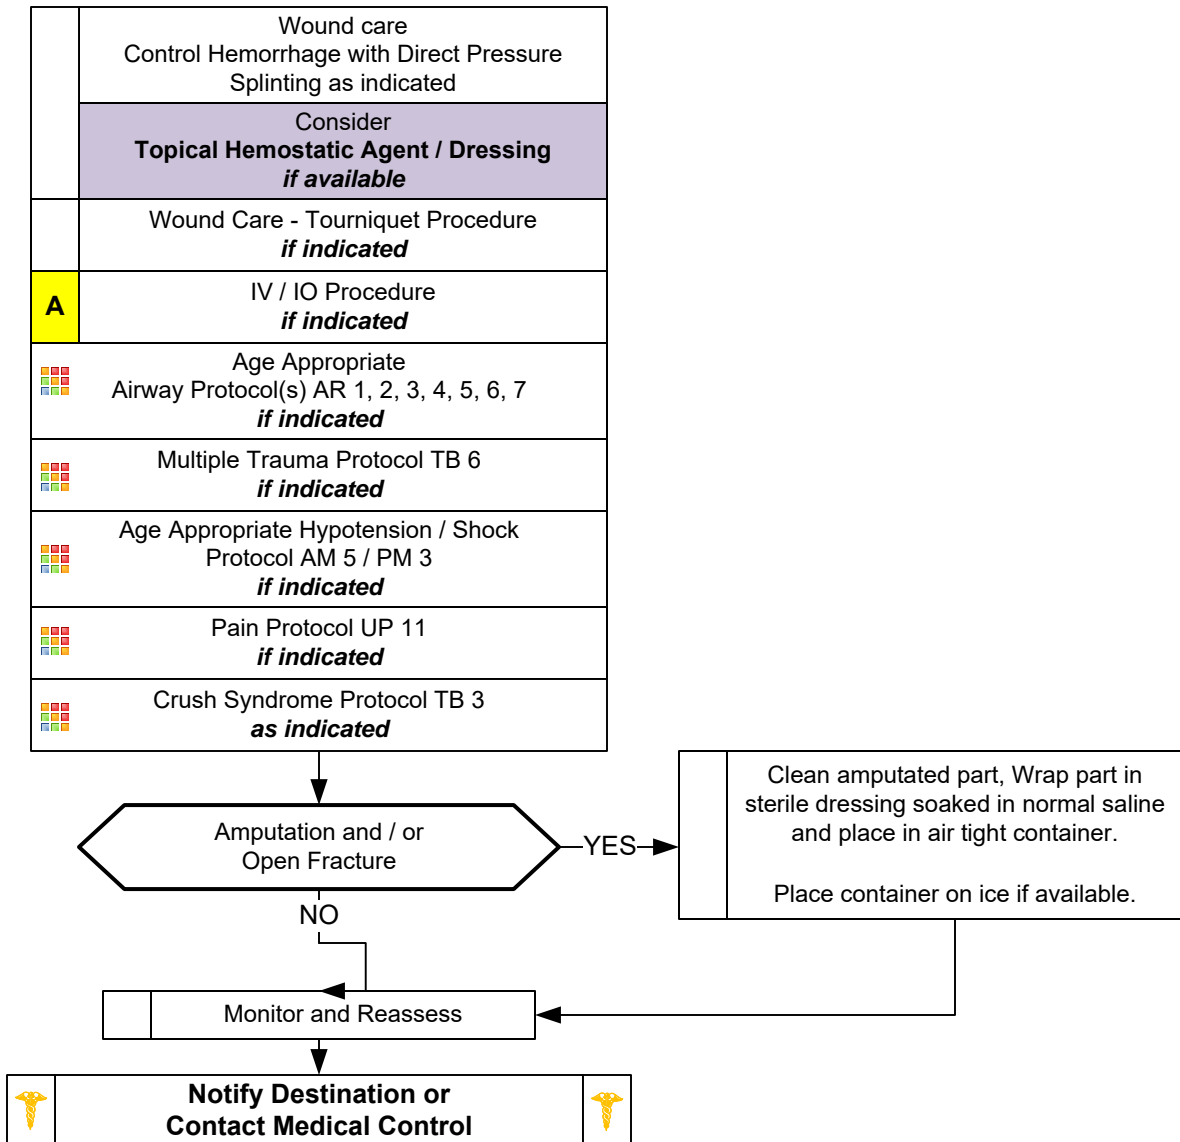 Wound care
Control Hemorrhage with Direct Pressure
Splinting as indicated
Consider
Topical Hemostatic Agent / Dressing
if available
Wound Care - Tourniquet Procedure
if indicated
A
IV / IO Procedure
if indicated
Age Appropriate
Airway Protocol(s) AR 1, 2, 3, 4, 5, 6, 7
if indicated
Multiple Trauma Protocol TB 6
if indicated
Age Appropriate Hypotension / Shock
Protocol AM 5 / PM 3
if indicated
Pain Protocol UP 11
if indicated
Crush Syndrome Protocol TB 3
as indicated
Amputation and / or
Open Fracture
YES
Clean amputated part, Wrap part in
sterile dressing soaked in normal saline
and place in air tight container.
Place container on ice if available.
NO
Monitor and Reassess
Notify Destination or
Contact Medical Control